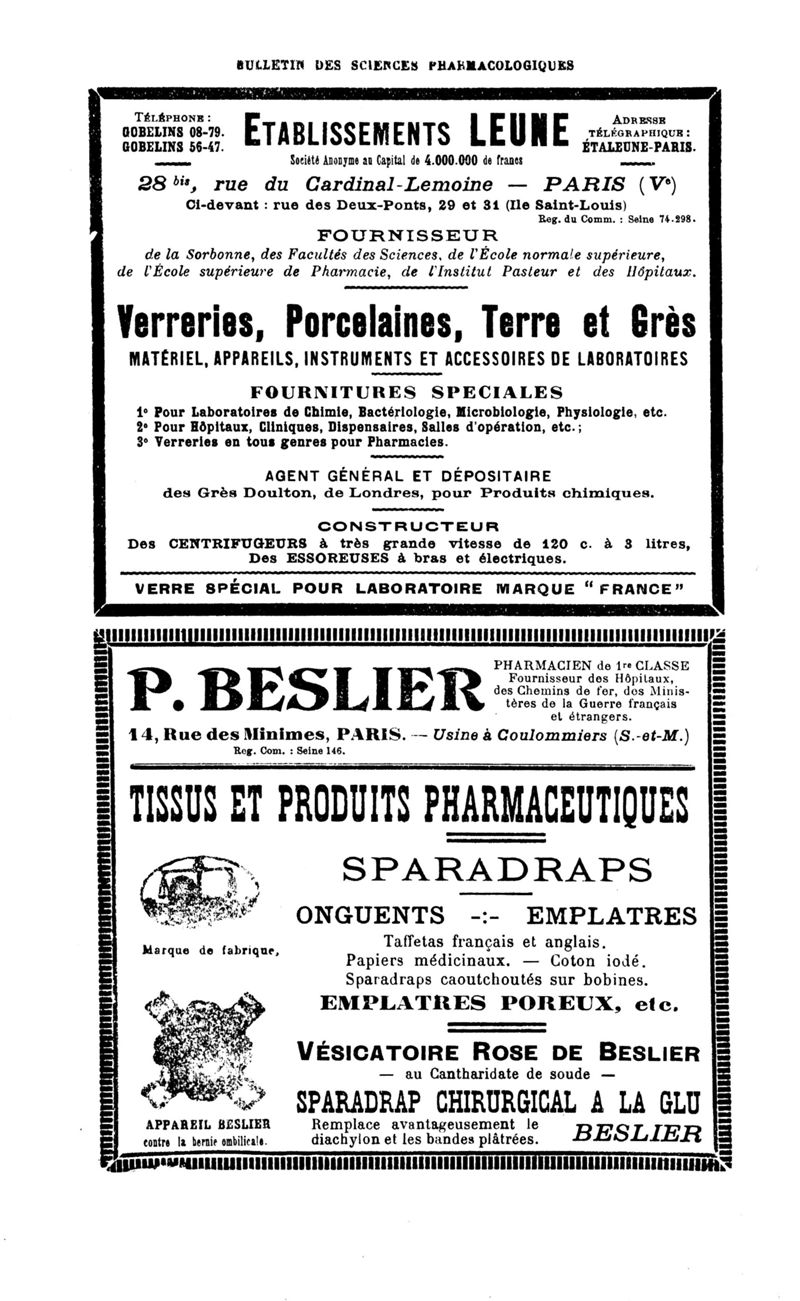 BULLETIN DES SCIENCES PHARMACOLOGIQUES
TÉLÉPHONE :
GOBELINS 08-79.
GOBELINS 56-47.
ETABLISSEMENTS LEUNE
Société Anonyme au Capital de 4.000.000 de francs
ADRESSE
TÉLÉGRAPHIQUE :
ÉTALEUNE-PARIS.
28 bis, rue du Cardinal-Lemoine — PARIS (Ve)
Ci-devant : rue des Deux-Ponts, 29 et 31 (Ile Saint-Louis)
Reg. du Comm. : Seine 74.298.
FOURNISSEUR
de la Sorbonne, des Facultés des Sciences, de l'École normale supérieure,
de l'École supérieure de Pharmacie, de l'Institut Pasteur et des Hôpitaux.
Verreries, Porcelaines, Terre et Grès
MATÉRIEL, APPAREILS, INSTRUMENTS ET ACCESSOIRES DE LABORATOIRES
FOURNITURES SPECIALES
1° Pour Laboratoires de Chimie, Bactériologie, Microbiologie, Physiologie, etc.
2° Pour Hôpitaux, Cliniques, Dispensaires, Salles d'opération, etc.;
3° Verreries en tous genres pour Pharmacies.
AGENT GÉNÉRAL ET DÉPOSITAIRE
des Grès Doulton, de Londres, pour Produits chimiques.
CONSTRUCTEUR
Des CENTRIFUGEURS à très grande vitesse de 120 c. à 3 litres,
Des ESSOREUSES à bras et électriques.
VERRE SPÉCIAL POUR LABORATOIRE MARQUE “ FRANCE”
P. BESLIER
PHARMACIEN de 1re CLASSE
Fournisseur des Hôpitaux,
des Chemins de fer, des Minis-
tères de la Guerre français
et étrangers.
14, Rue des Minimes, PARIS. — Usine à Coulommiers (S.-et-M.)
Reg. Com. : Seine 146.
TISSUS ET PRODUITS PHARMACEUTIQUES
SPARADRAPS
ONGUENTS -:- EMPLATRES
Taffetas français et anglais.
Papiers médicinaux. — Coton iodé.
Sparadraps caoutchoutés sur bobines.
EMPLATRES POREUX, etc.
Marque de fabrique,
VÉSICATOIRE ROSE DE BESLIER
— au Cantharidate de soude —
SPARADRAP CHIRURGICAL A LA GLU
Remplace avantageusement le
diachylon et les bandes plâtrées.
BESLIER
APPAREIL BESLIER
contre la hernie ombilicale.